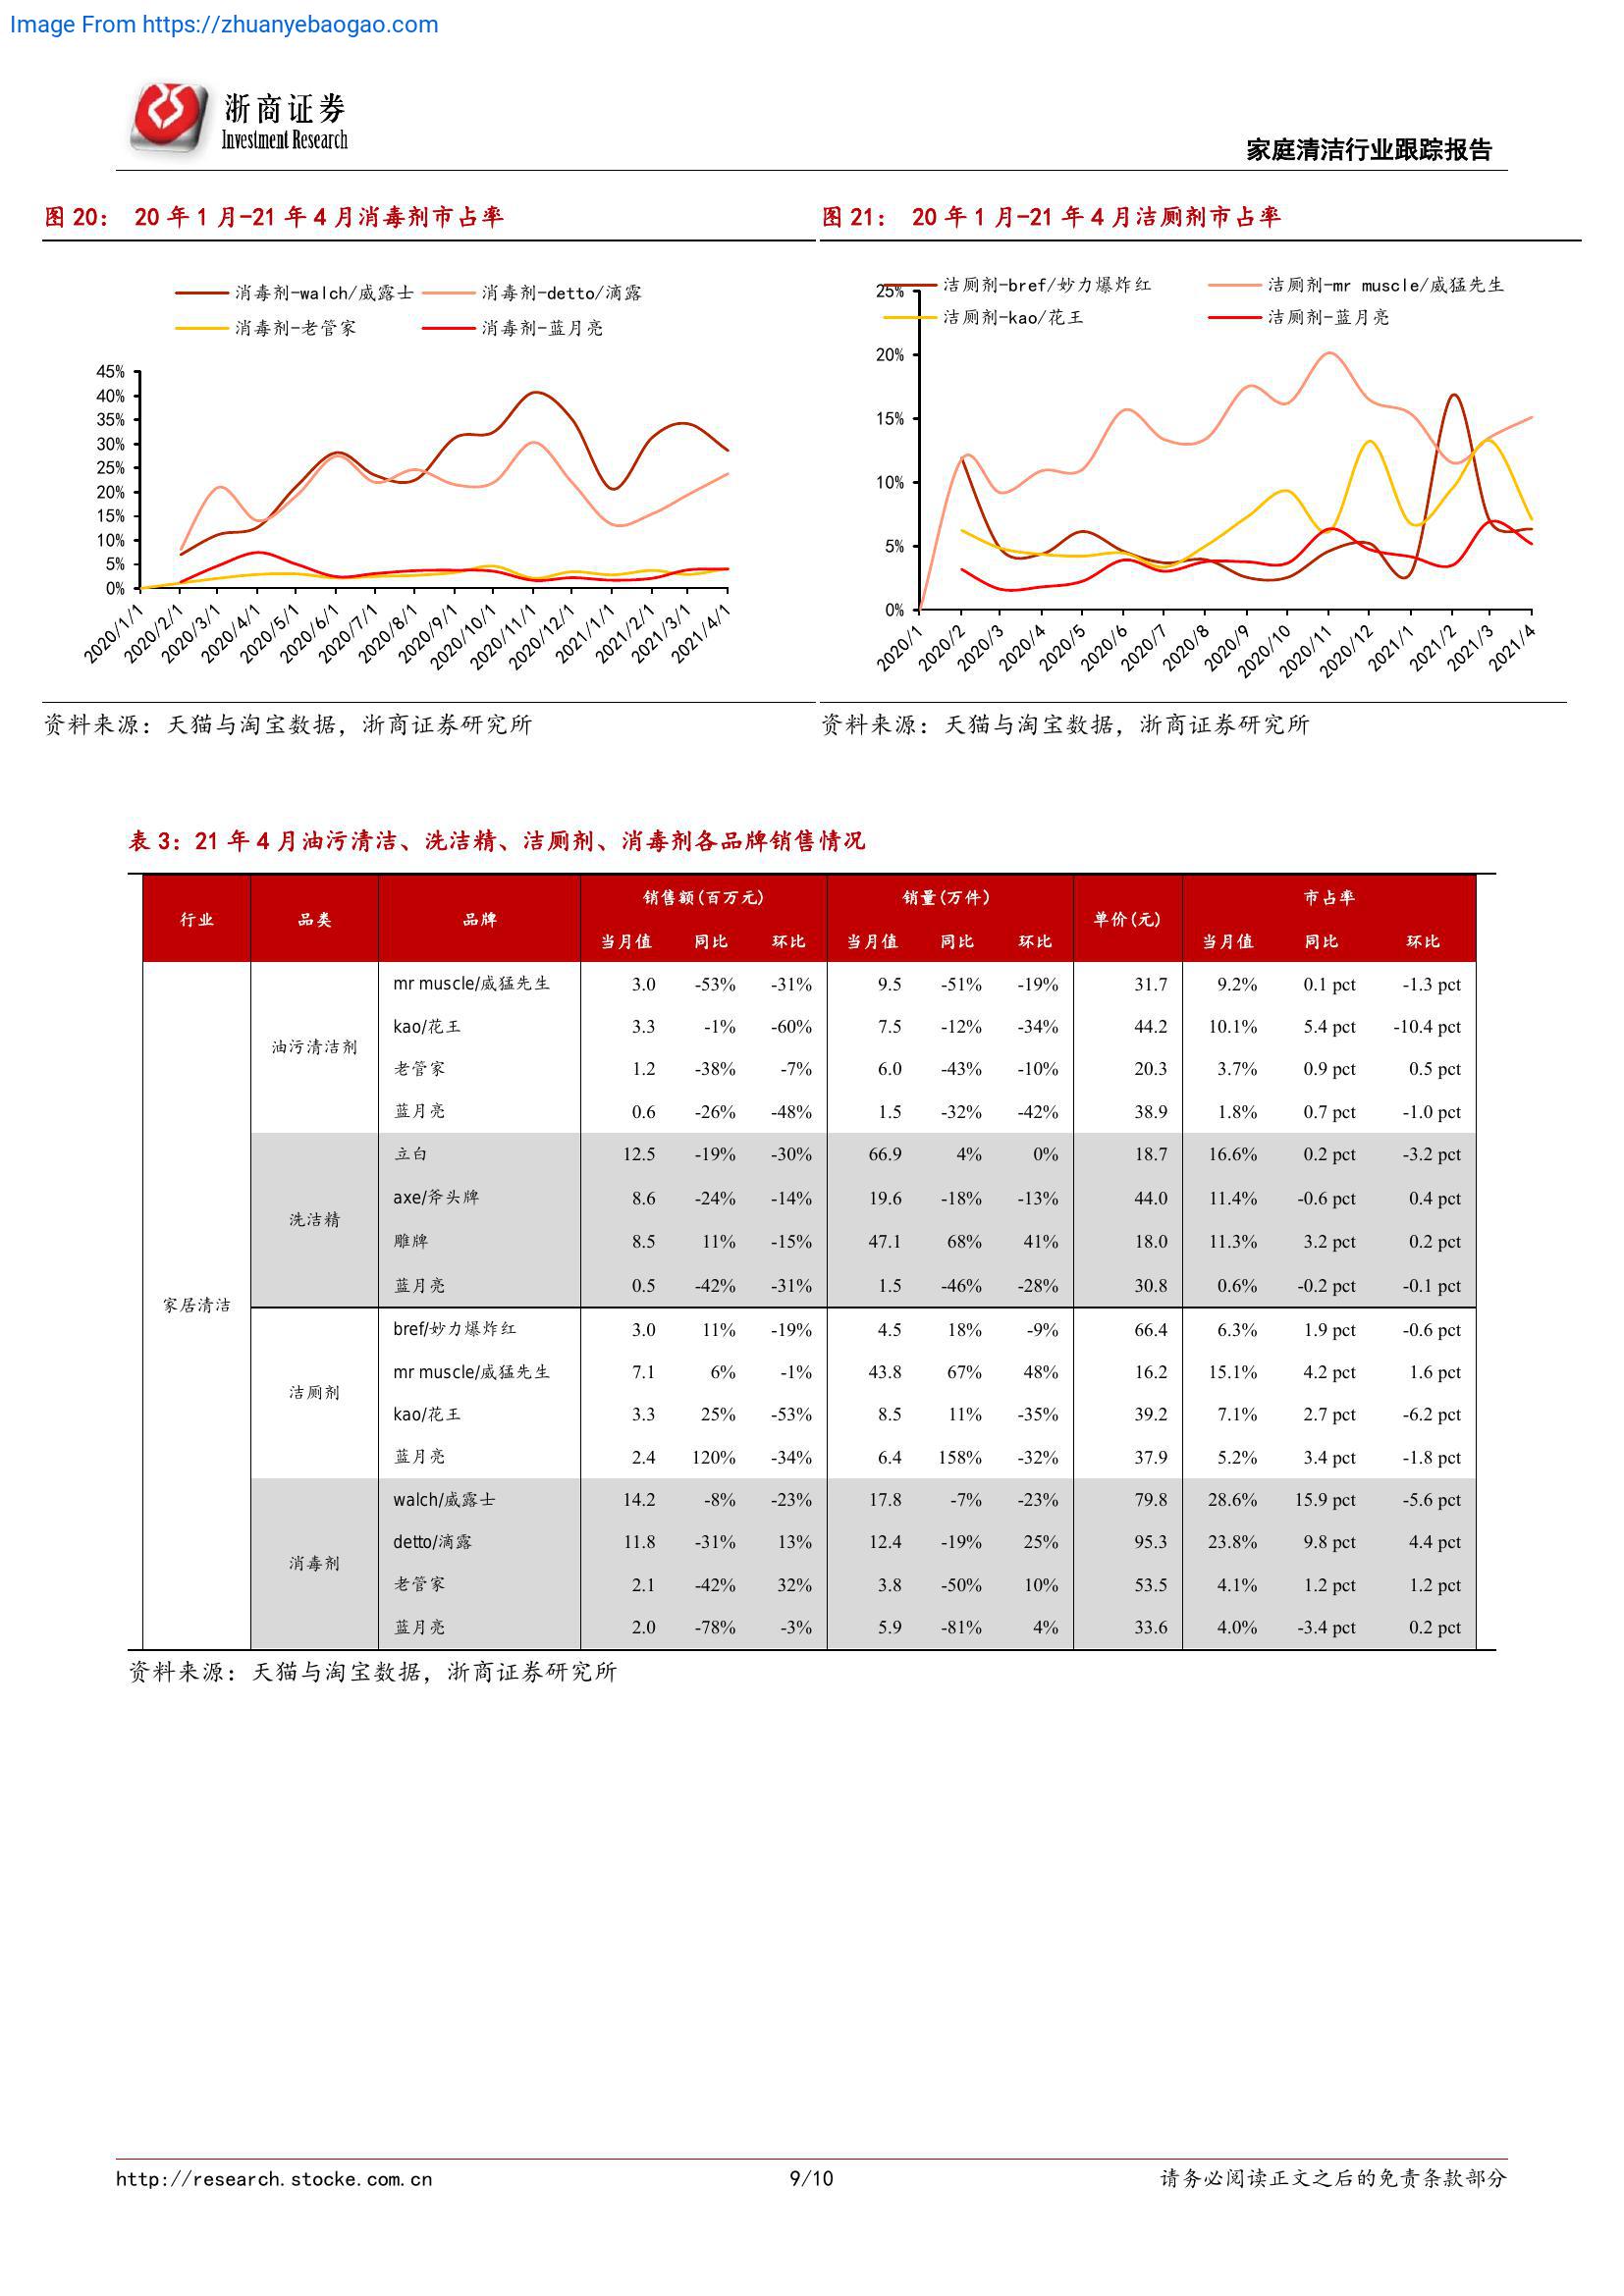 Image From https://zhuanyebaogao.com
浙商证券
Investment Research
家庭清洁行业跟踪报告
图 20： 20 年 1 月-21 年 4 月消毒剂市占率
消毒剂-walch/威露士
消毒剂-detto/滴露
消毒剂-老管家
消毒剂-蓝月亮
45%
40%
35%
30%
25%
20%
15%
10%
5%
0%
2020/1/1 2020/2/1 2020/3/1 2020/4/1 2020/5/1 2020/6/1 2020/7/1 2020/8/1 2020/9/1 2020/10/1 2020/11/1 2020/12/1 2021/1/1 2021/2/1 2021/3/1 2021/4/1
资料来源：天猫与淘宝数据，浙商证券研究所
图 21： 20 年 1 月-21 年 4 月洁厕剂市占率
洁厕剂-bref/妙力爆炸红
洁厕剂-mr muscle/威猛先生
洁厕剂-kao/花王
洁厕剂-蓝月亮
25%
20%
15%
10%
5%
0%
2020/1 2020/2 2020/3 2020/4 2020/5 2020/6 2020/7 2020/8 2020/9 2020/10 2020/11 2020/12 2021/1 2021/2 2021/3 2021/4
资料来源：天猫与淘宝数据，浙商证券研究所
表 3：21 年 4 月油污清洁、洗洁精、洁厕剂、消毒剂各品牌销售情况
行业 品类 品牌 销售额(百万元) 销量(万件) 单价(元) 市占率
当月值 同比 环比 当月值 同比 环比 当月值 同比 环比
家居清洁
油污清洁剂
mr muscle/威猛先生 3.0 -53% -31% 9.5 -51% -19% 31.7 9.2% 0.1 pct -1.3 pct
kao/花王 3.3 -1% -60% 7.5 -12% -34% 44.2 10.1% 5.4 pct -10.4 pct
老管家 1.2 -38% -7% 6.0 -43% -10% 20.3 3.7% 0.9 pct 0.5 pct
蓝月亮 0.6 -26% -48% 1.5 -32% -42% 38.9 1.8% 0.7 pct -1.0 pct
洗洁精
立白 12.5 -19% -30% 66.9 4% 0% 18.7 16.6% 0.2 pct -3.2 pct
axe/斧头牌 8.6 -24% -14% 19.6 -18% -13% 44.0 11.4% -0.6 pct 0.4 pct
雕牌 8.5 11% -15% 47.1 68% 41% 18.0 11.3% 3.2 pct 0.2 pct
蓝月亮 0.5 -42% -31% 1.5 -46% -28% 30.8 0.6% -0.2 pct -0.1 pct
洁厕剂
bref/妙力爆炸红 3.0 11% -19% 4.5 18% -9% 66.4 6.3% 1.9 pct -0.6 pct
mr muscle/威猛先生 7.1 6% -1% 43.8 67% 48% 16.2 15.1% 4.2 pct 1.6 pct
kao/花王 3.3 25% -53% 8.5 11% -35% 39.2 7.1% 2.7 pct -6.2 pct
蓝月亮 2.4 120% -34% 6.4 158% -32% 37.9 5.2% 3.4 pct -1.8 pct
消毒剂
walch/威露士 14.2 -8% -23% 17.8 -7% -23% 79.8 28.6% 15.9 pct -5.6 pct
detto/滴露 11.8 -31% 13% 12.4 -19% 25% 95.3 23.8% 9.8 pct 4.4 pct
老管家 2.1 -42% 32% 3.8 -50% 10% 53.5 4.1% 1.2 pct 1.2 pct
蓝月亮 2.0 -78% -3% 5.9 -81% 4% 33.6 4.0% -3.4 pct 0.2 pct
资料来源：天猫与淘宝数据，浙商证券研究所
http://research.stocke.com.cn
9/10
请务必阅读正文之后的免责条款部分